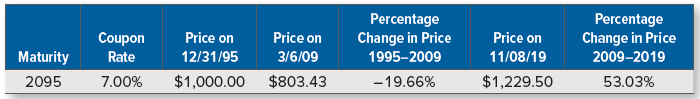 Maturity Coupon Rate Price on 12/31/95 Price on 3/6/09 Percentage Change in Price 1995–2009 Price on 11/08/19 Percentage Change in Price 2009–2019
2095 7.00% $1,000.00 $803.43 −19.66% $1,229.50 53.03%